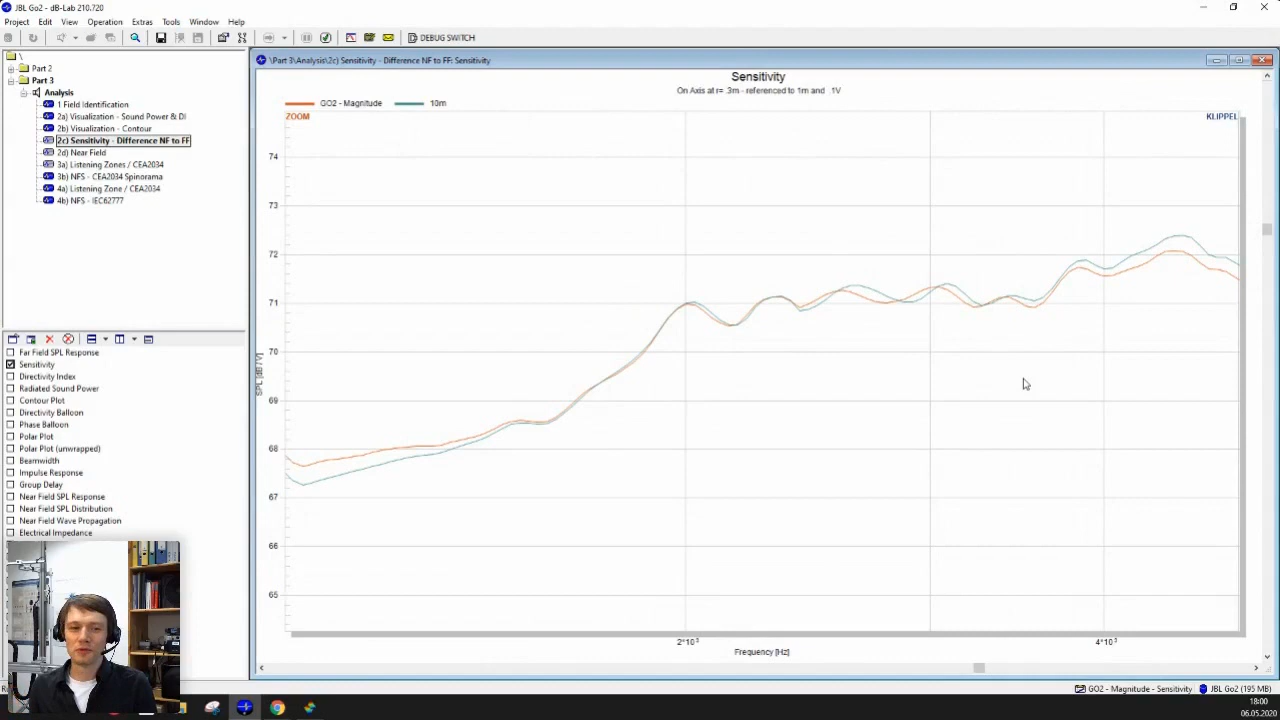 JBL Go2 - dB-Lab 210.720
Project Edit View Operation Extras Tools Window Help
DEBUG SWITCH
\
Part 2
Part 3
Analysis
1 Field Identification
2a) Visualization - Sound Power & DI
2b) Visualization - Contour
2c) Sensitivity - Difference NF to FF
2d) Near Field
3a) Listening Zones / CEA2034
3b) NFS - CEA2034 Spinorama
4a) Listening Zone / CEA2034
4b) NFS - IEC62777
Far Field SPL Response
Sensitivity
Directivity Index
Radiated Sound Power
Contour Plot
Directivity Balloon
Phase Balloon
Polar Plot
Polar Plot (unwrapped)
Beamwidth
Impulse Response
Group Delay
Near Field SPL Response
Near Field SPL Distribution
Near Field Wave Propagation
Electrical Impedance
\Part 3\Analysis\2c) Sensitivity - Difference NF to FF: Sensitivity
Sensitivity
On Axis at r= .3m - referenced to 1m and .1V
GO2 - Magnitude 10m
ZOOM KLIPPEL
74
73
72
71
70
69
68
67
66
65
SPL [dB / V]
2*10³ 4*10³
Frequency [Hz]
GO2 - Magnitude - Sensitivity JBL Go2 (195 MB)
18:00
06.05.2020